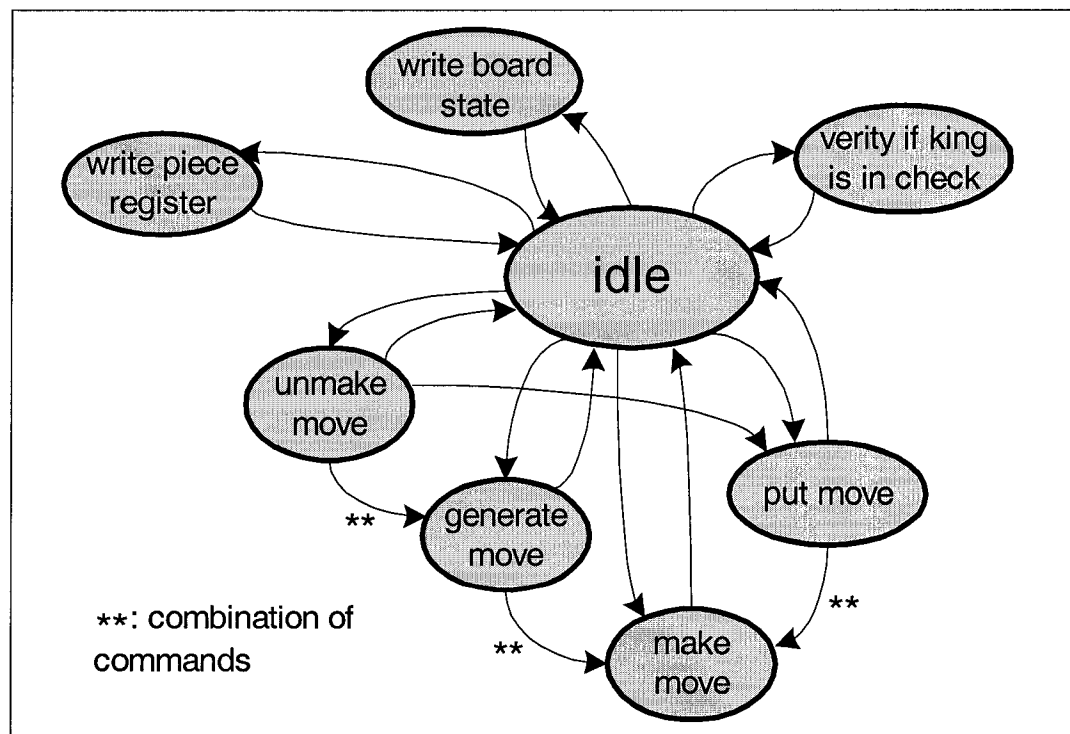 write board
state
verity if king
is in check
write piece
register
idle
unmake
move
put move
**
generate
move
**
**
**: combination of
commands
make
move